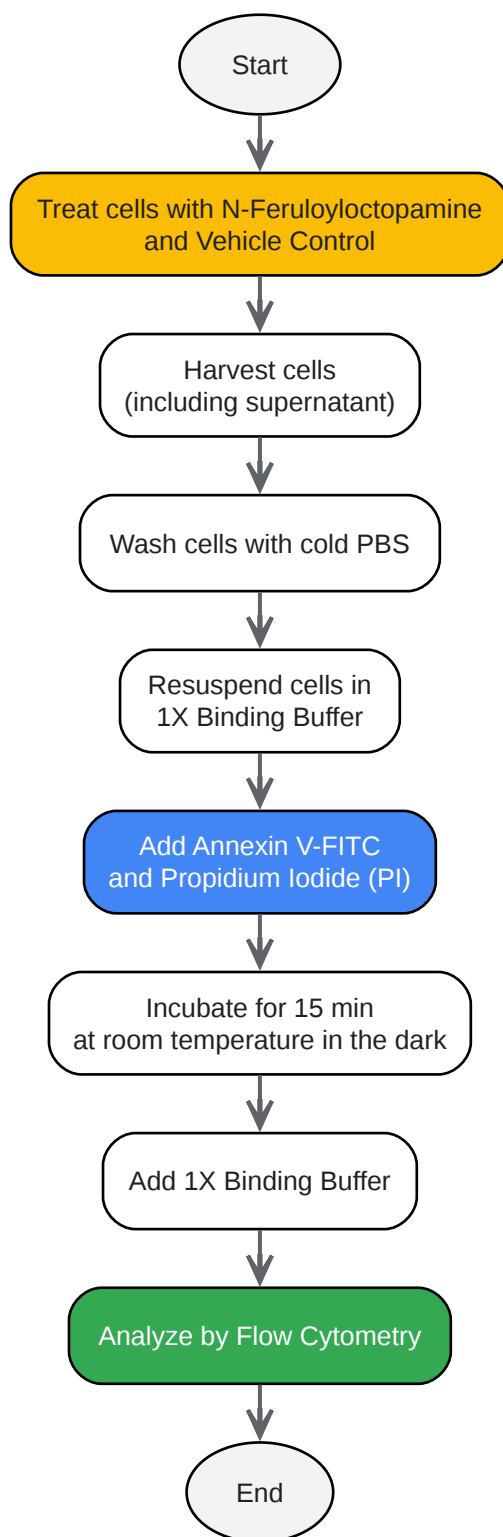 Start
Treat cells with N-Feruloyloctopamine
and Vehicle Control
Harvest cells
(including supernatant)
Wash cells with cold PBS
Resuspend cells in
1X Binding Buffer
Add Annexin V-FITC
and Propidium Iodide (PI)
Incubate for 15 min
at room temperature in the dark
Add 1X Binding Buffer
Analyze by Flow Cytometry
End